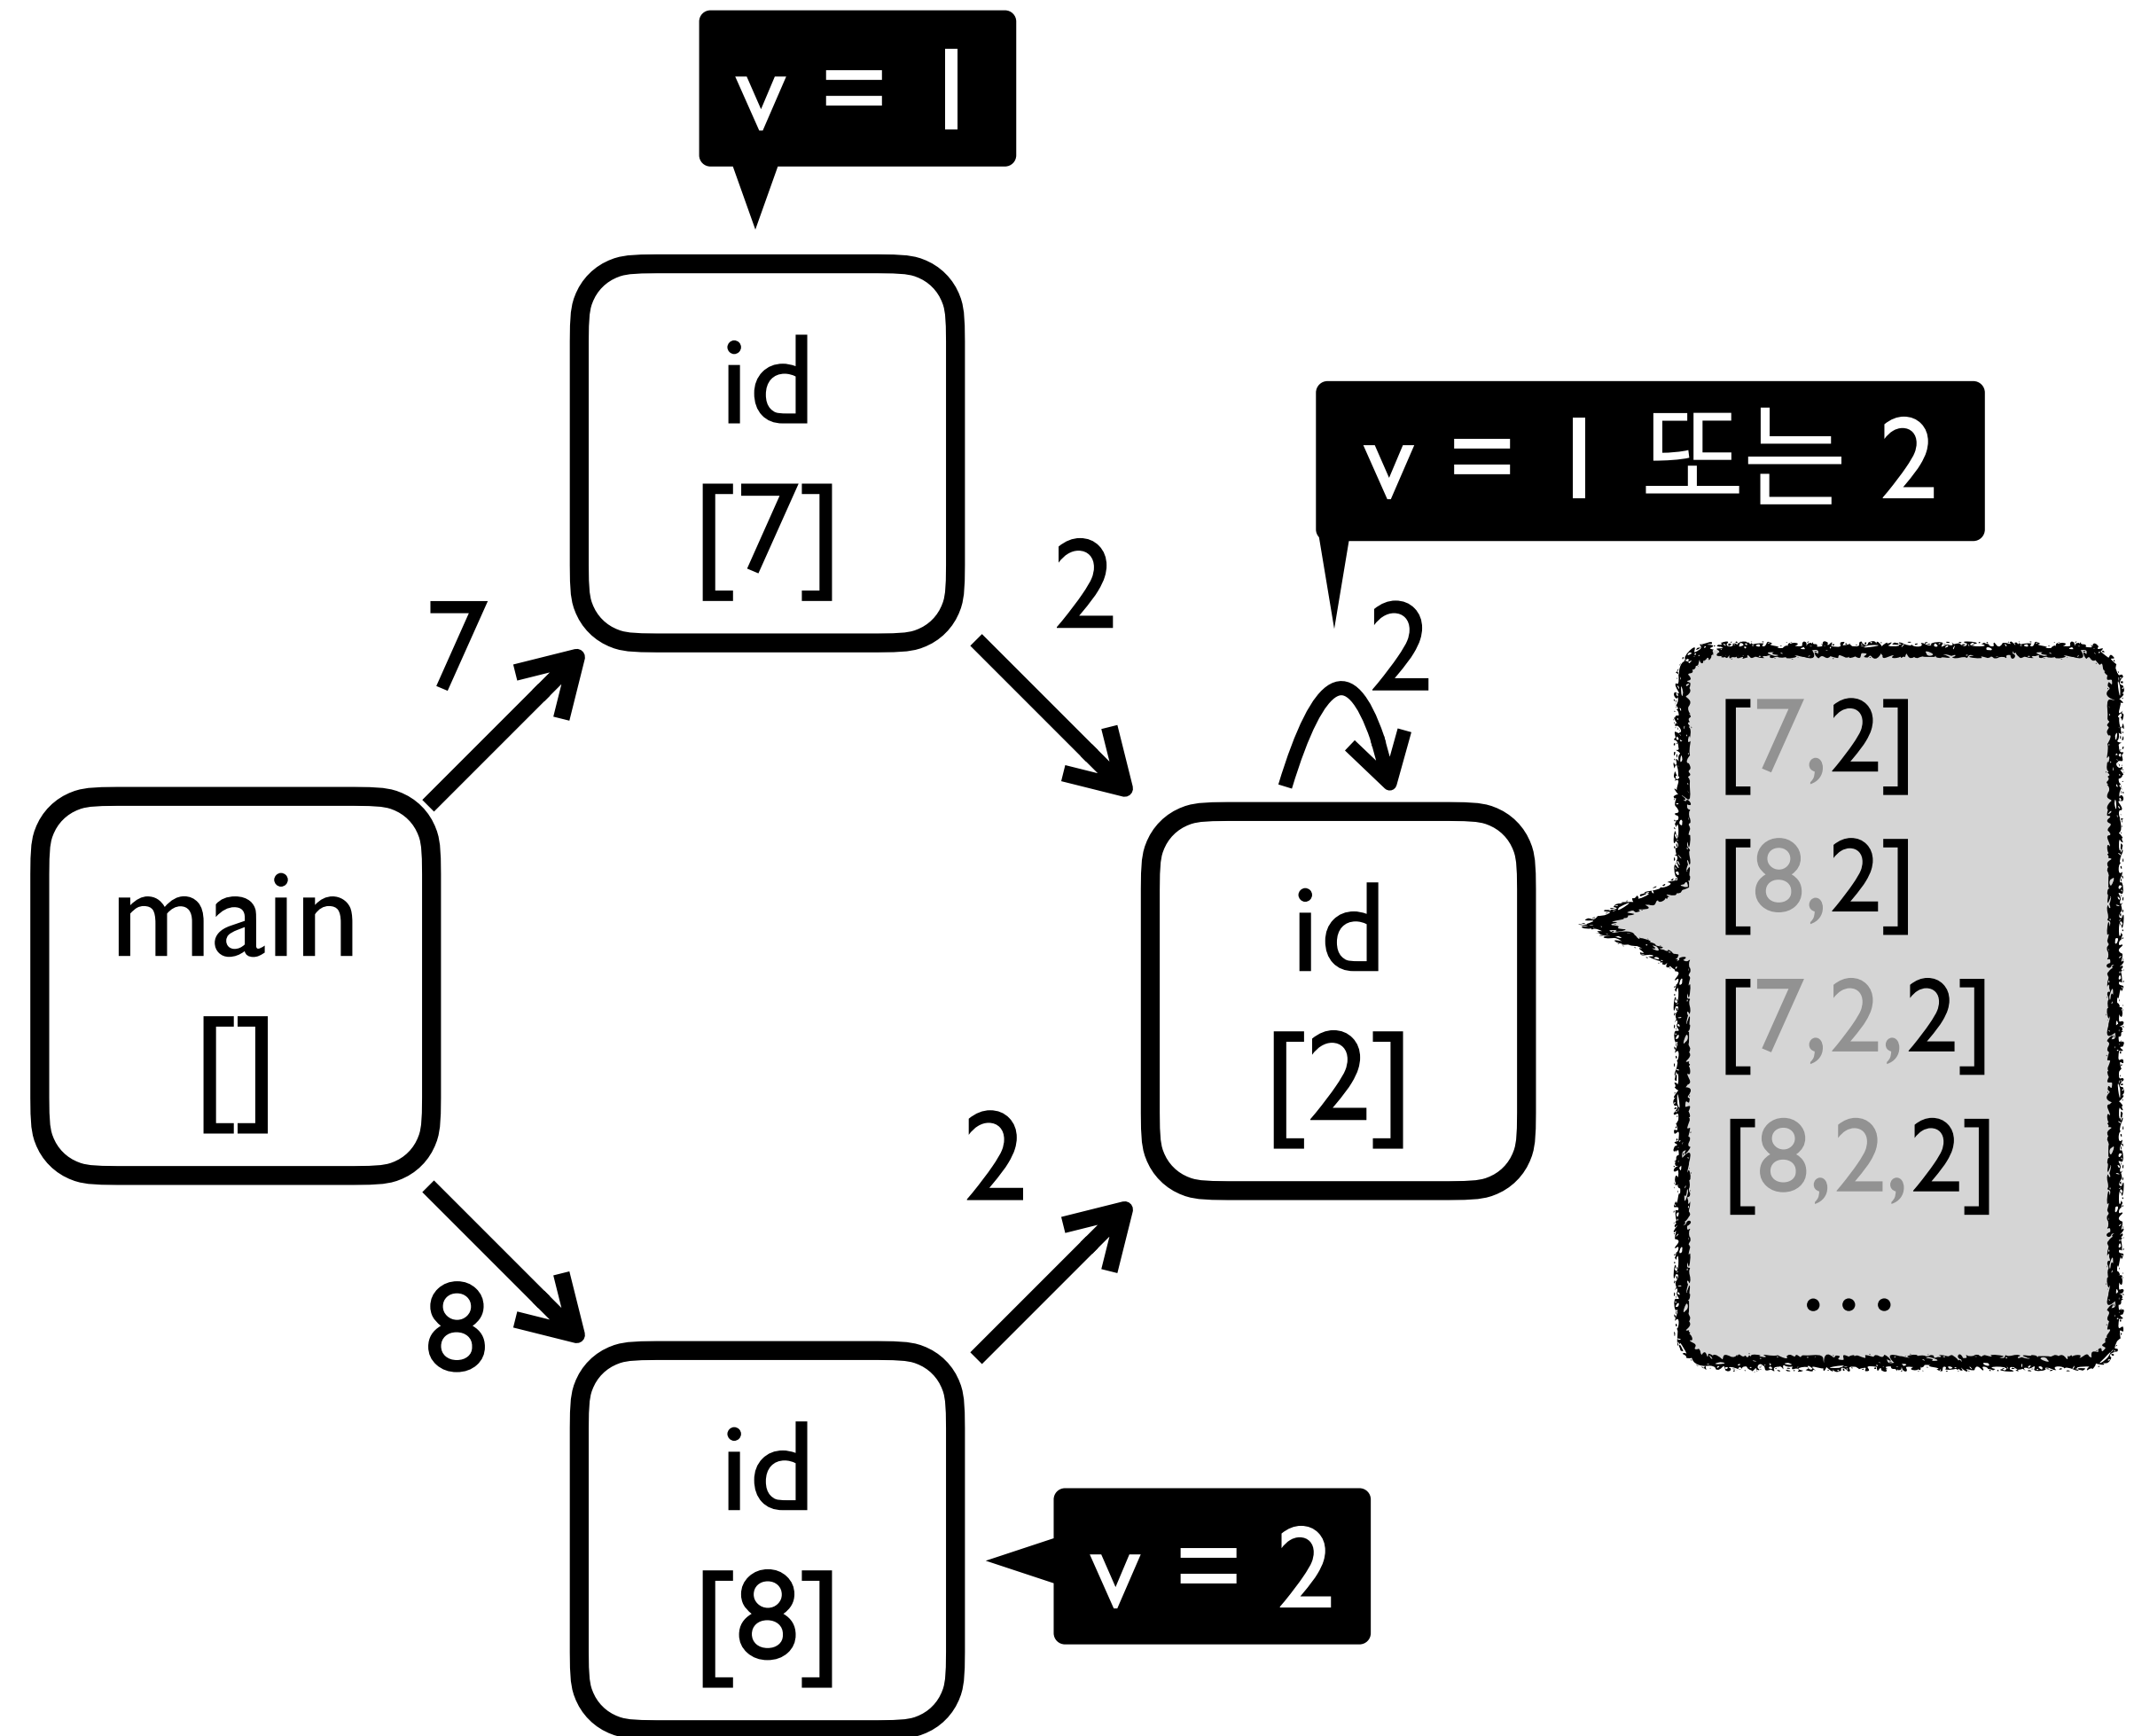 v = 1
id
[7]
7
2
v = 1 또는 2
2
main
[]
id
[2]
[7,2]
[8,2]
[7,2,2]
[8,2,2]
...
2
8
id
[8]
v = 2